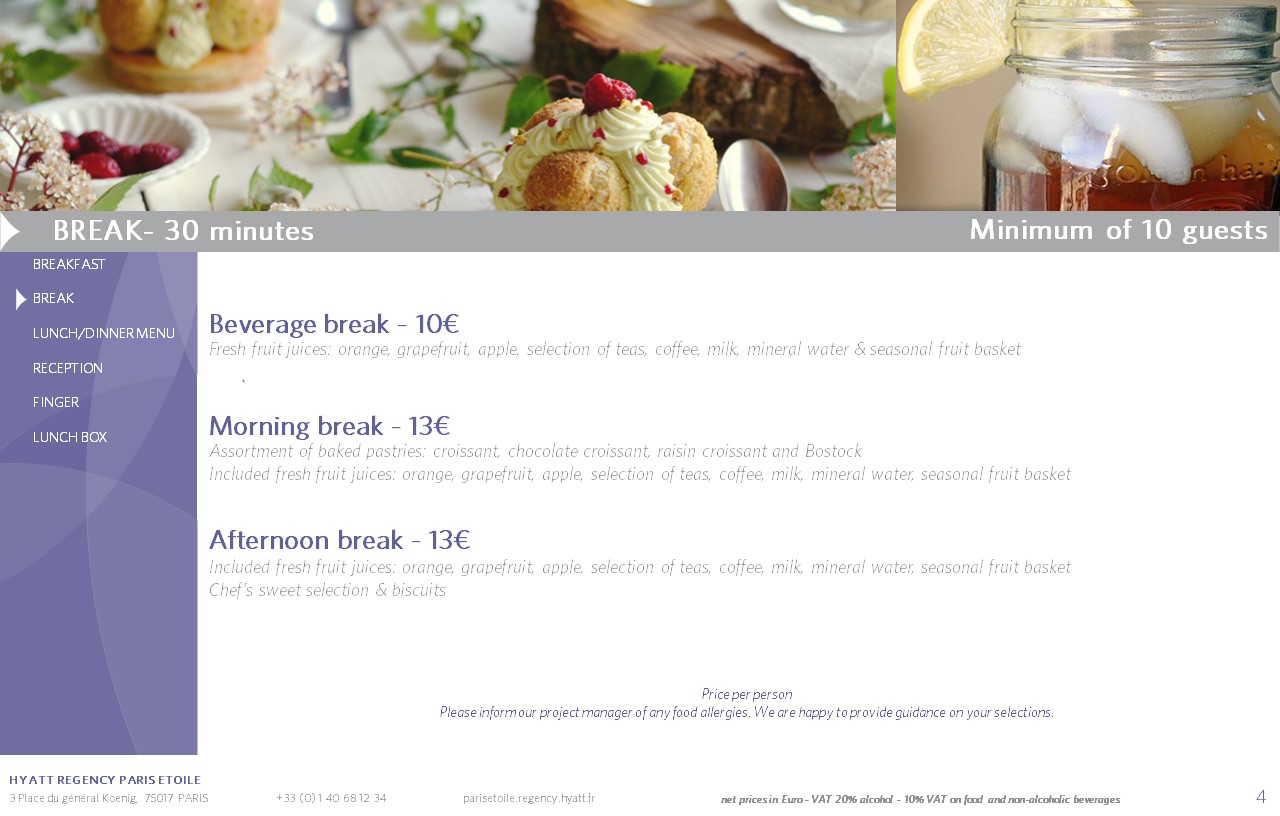 BREAK- 30 minutes
Minimum of 10 guests
BREAKFAST
BREAK
LUNCH/DINNER MENU
RECEPTION
FINGER
LUNCH BOX
Beverage break - 10€
Fresh fruit juices: orange, grapefruit, apple, selection of teas, coffee, milk, mineral water & seasonal fruit basket
Morning break - 13€
Assortment of baked pastries: croissant, chocolate croissant, raisin croissant and Bostock
Included fresh fruit juices: orange, grapefruit, apple, selection of teas, coffee, milk, mineral water, seasonal fruit basket
Afternoon break - 13€
Included fresh fruit juices: orange, grapefruit, apple, selection of teas, coffee, milk, mineral water, seasonal fruit basket
Chef's sweet selection & biscuits
Price per person
Please inform our project manager of any food allergies. We are happy to provide guidance on your selections.
HYATT REGENCY PARIS ETOILE
3 Place du général Koenig, 75017 PARIS
+33 (0) 1 40 68 12 34
parisetoile.regency.hyatt.fr
net prices in Euro - VAT 20% alcohol - 10% VAT on food and non-alcoholic beverages
4